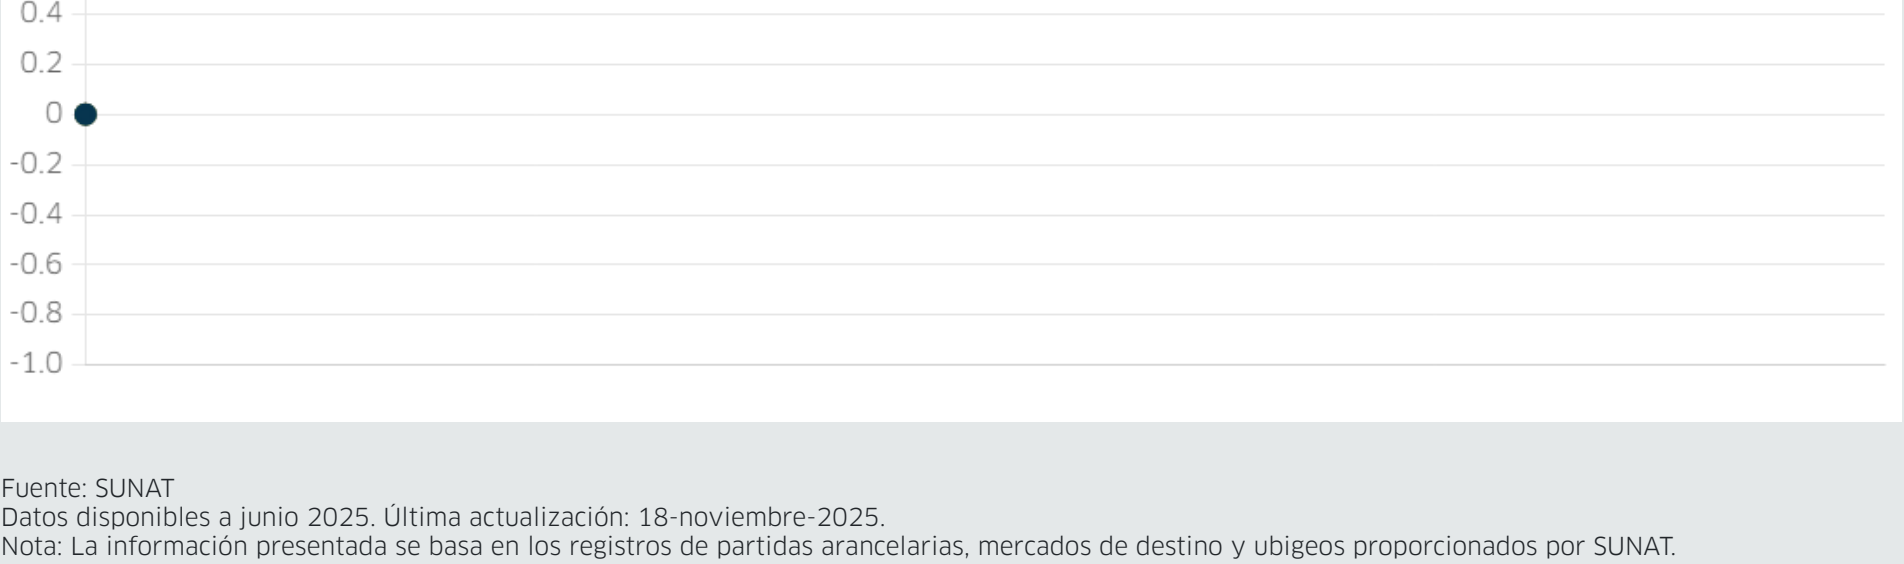 0.4
0.2
0
-0.2
-0.4
-0.6
-0.8
-1.0
Fuente: SUNAT
Datos disponibles a junio 2025. Última actualización: 18-noviembre-2025.
Nota: La información presentada se basa en los registros de partidas arancelarias, mercados de destino y ubigeos proporcionados por SUNAT.